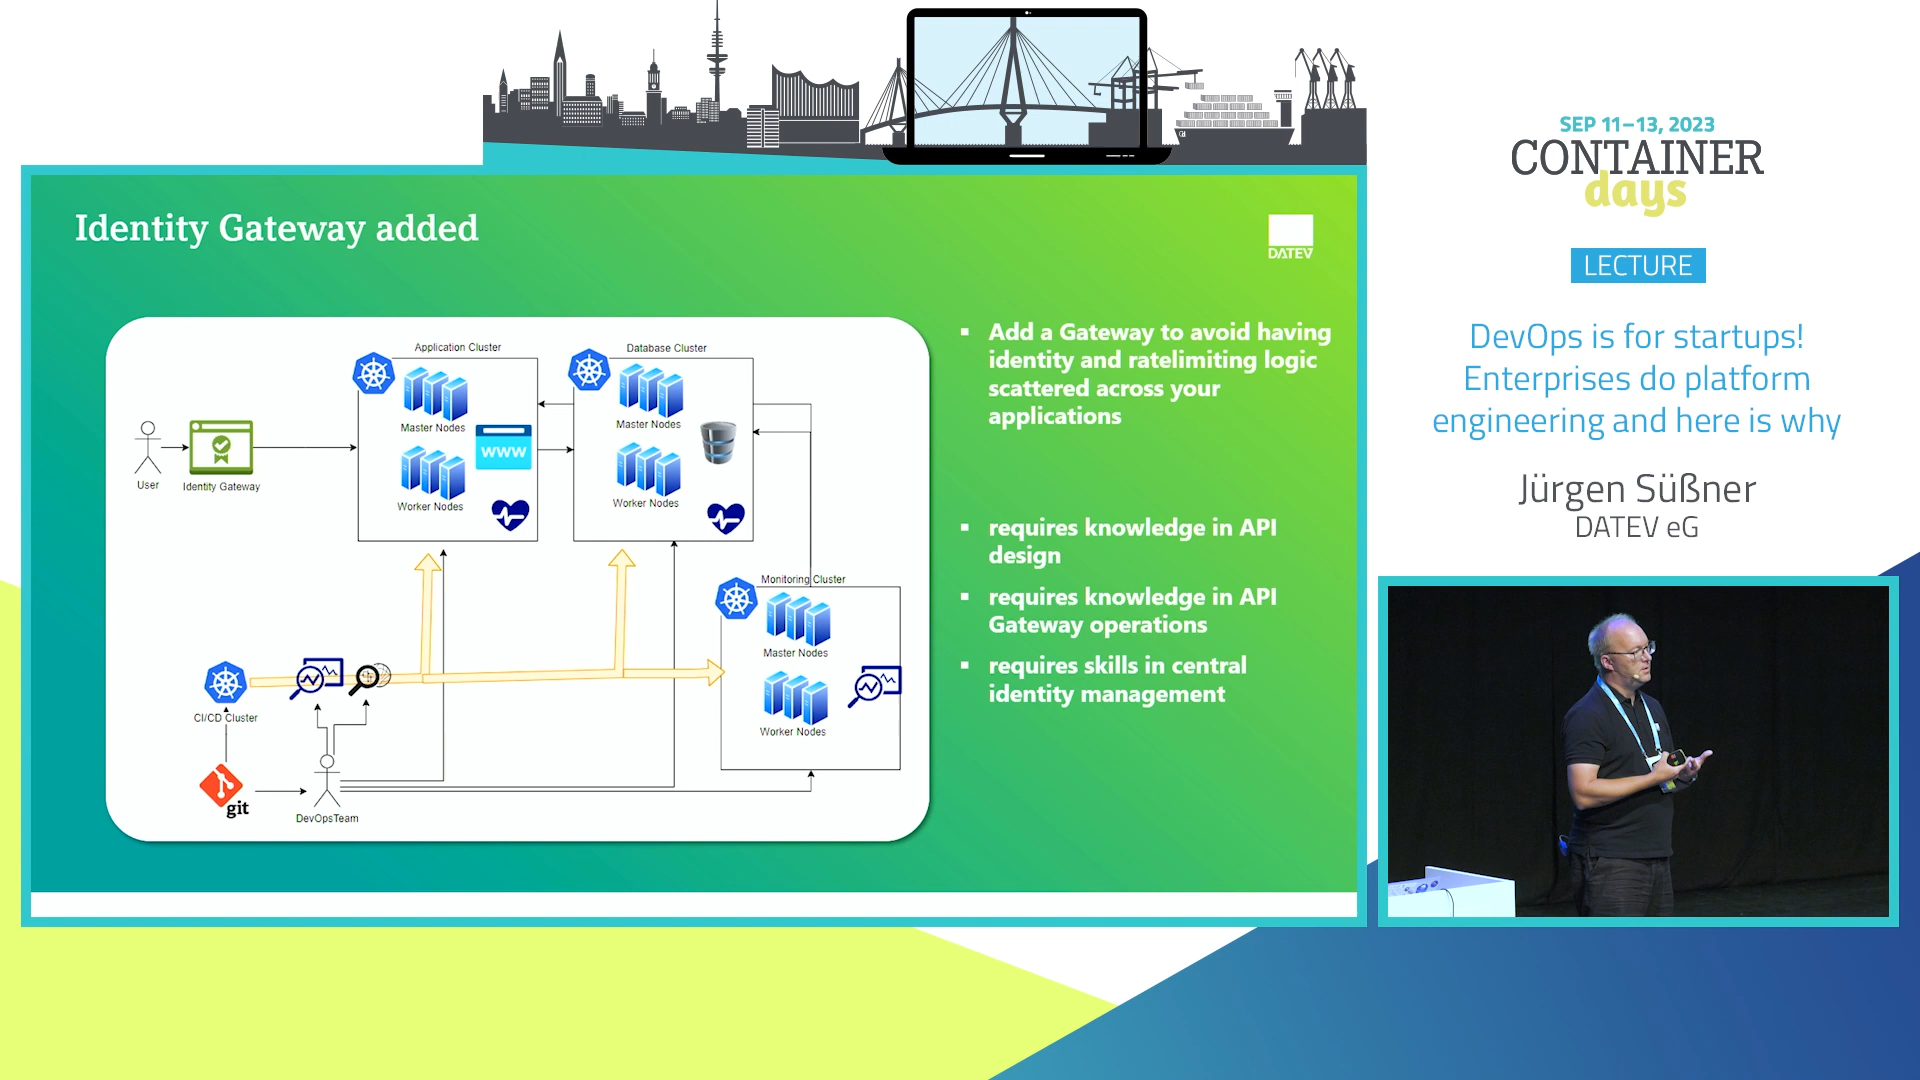 SEP 11–13, 2023
CONTAINER
days
LECTURE
DevOps is for startups!
Enterprises do platform
engineering and here is why
Jürgen Süßner
DATEV eG
Identity Gateway added
DATEV
Application Cluster
Database Cluster
Master Nodes
Master Nodes
www
User
Identity Gateway
Worker Nodes
Worker Nodes
Monitoring Cluster
Master Nodes
Worker Nodes
CI/CD Cluster
git
DevOpsTeam
▪ Add a Gateway to avoid having
identity and ratelimiting logic
scattered across your
applications
▪ requires knowledge in API
design
▪ requires knowledge in API
Gateway operations
▪ requires skills in central
identity management